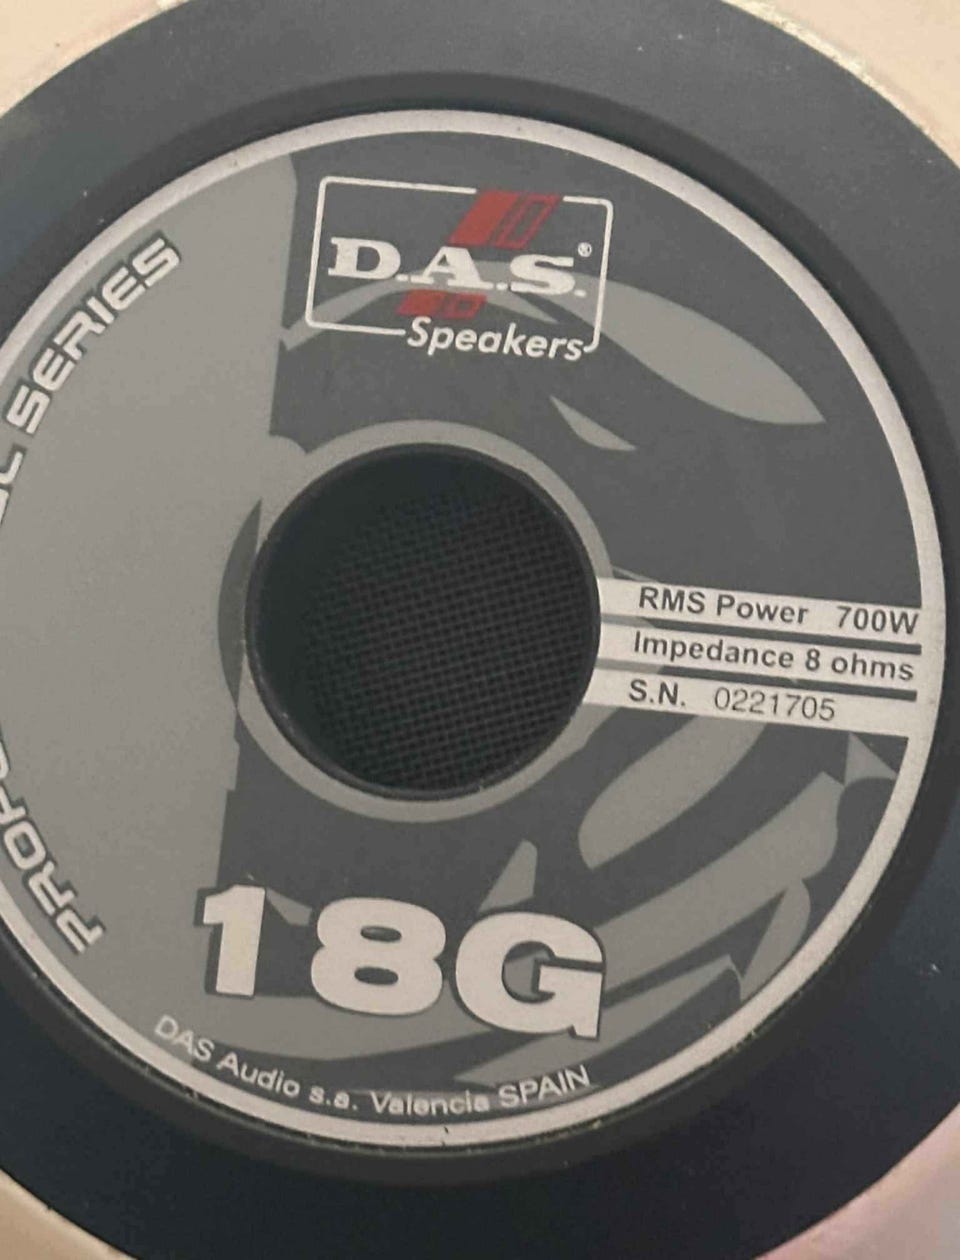 D.A.S.®
Speakers
SERIES
RMS Power 700W
Impedance 8 ohms
S.N. 0221705
18G
DAS Audio s.a. Valencia SPAIN